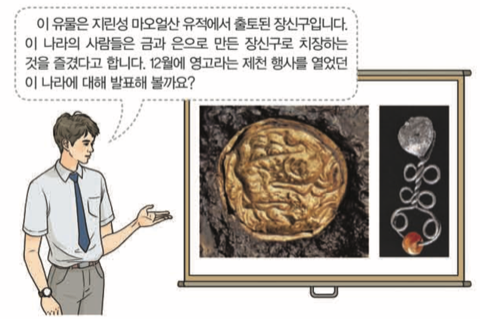 이 유물은 지린성 마오얼산 유적에서 출토된 장신구입니다.
이 나라의 사람들은 금과 은으로 만든 장신구로 치장하는
것을 즐겼다고 합니다. 12월에 영고라는 제천 행사를 열었던
이 나라에 대해 발표해 볼까요?